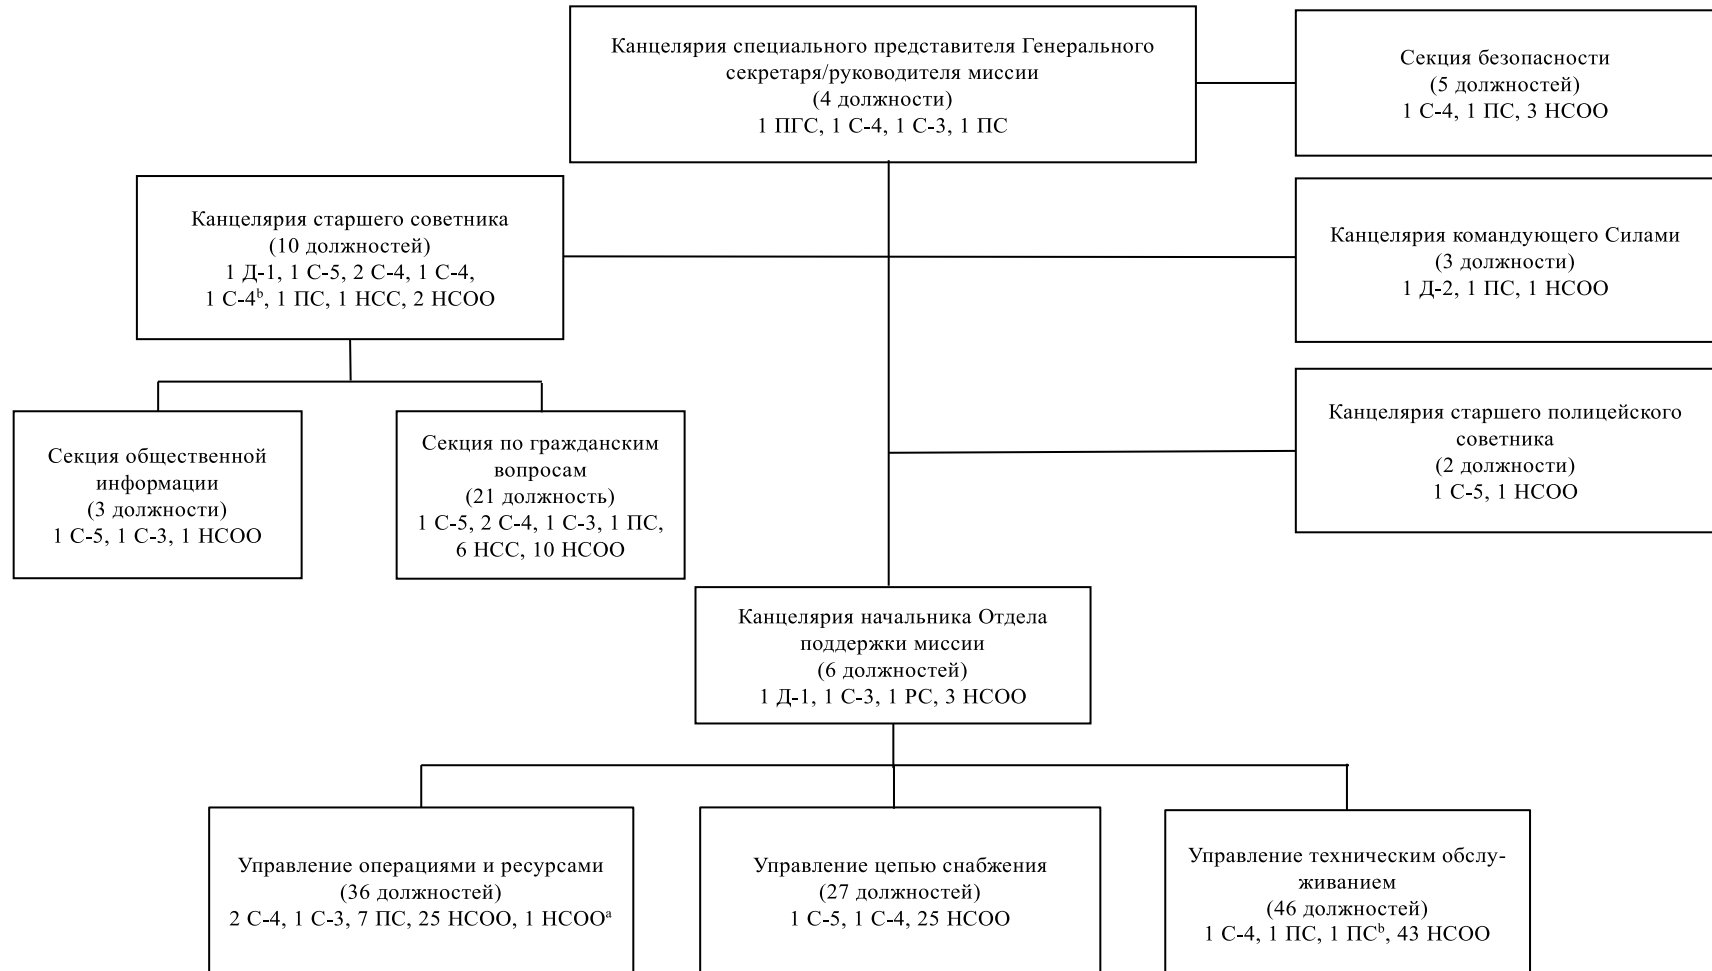 Канцелярия специального представителя Генерального
секретаря/руководителя миссии
(4 должности)
1 ПГС, 1 С-4, 1 С-3, 1 ПС
Секция безопасности
(5 должностей)
1 С-4, 1 ПС, 3 НСОО
Канцелярия старшего советника
(10 должностей)
1 Д-1, 1 С-5, 2 С-4, 1 С-4,
1 С-4ᵇ, 1 ПС, 1 НСС, 2 НСОО
Канцелярия командующего Силами
(3 должности)
1 Д-2, 1 ПС, 1 НСОО
Канцелярия старшего полицейского
советника
(2 должности)
1 С-5, 1 НСОО
Секция общественной
информации
(3 должности)
1 С-5, 1 С-3, 1 НСОО
Секция по гражданским
вопросам
(21 должность)
1 С-5, 2 С-4, 1 С-3, 1 ПС,
6 НСС, 10 НСОО
Канцелярия начальника Отдела
поддержки миссии
(6 должностей)
1 Д-1, 1 С-3, 1 РС, 3 НСОО
Управление операциями и ресурсами
(36 должностей)
2 С-4, 1 С-3, 7 ПС, 25 НСОО, 1 НСООᵃ
Управление цепью снабжения
(27 должностей)
1 С-5, 1 С-4, 25 НСОО
Управление техническим обслу-
живанием
(46 должностей)
1 С-4, 1 ПС, 1 ПСᵇ, 43 НСОО